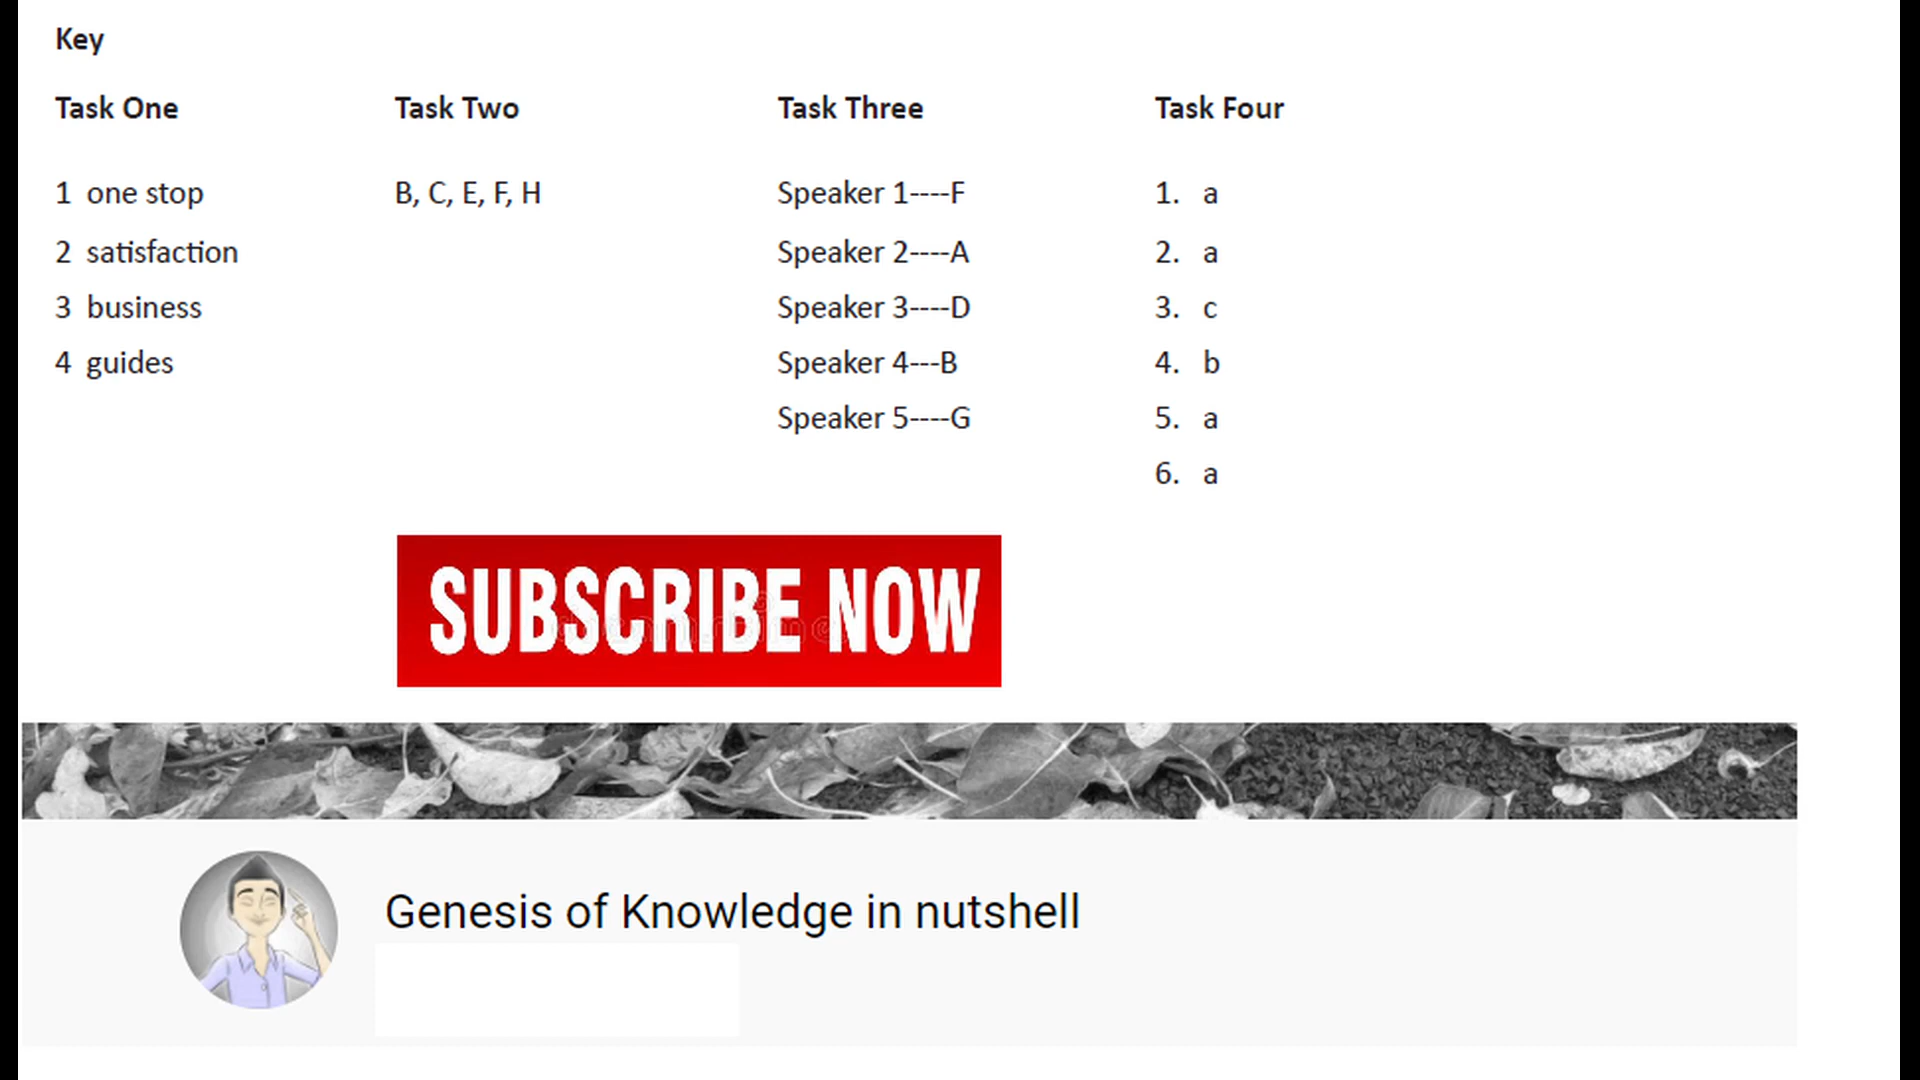 Key
Task One
Task Two
Task Three
Task Four
1 one stop
B, C, E, F, H
Speaker 1----F
1. a
2 satisfaction
Speaker 2----A
2. a
3 business
Speaker 3----D
3. c
4 guides
Speaker 4---B
4. b
Speaker 5----G
5. a
6. a
SUBSCRIBE NOW
Genesis of Knowledge in nutshell